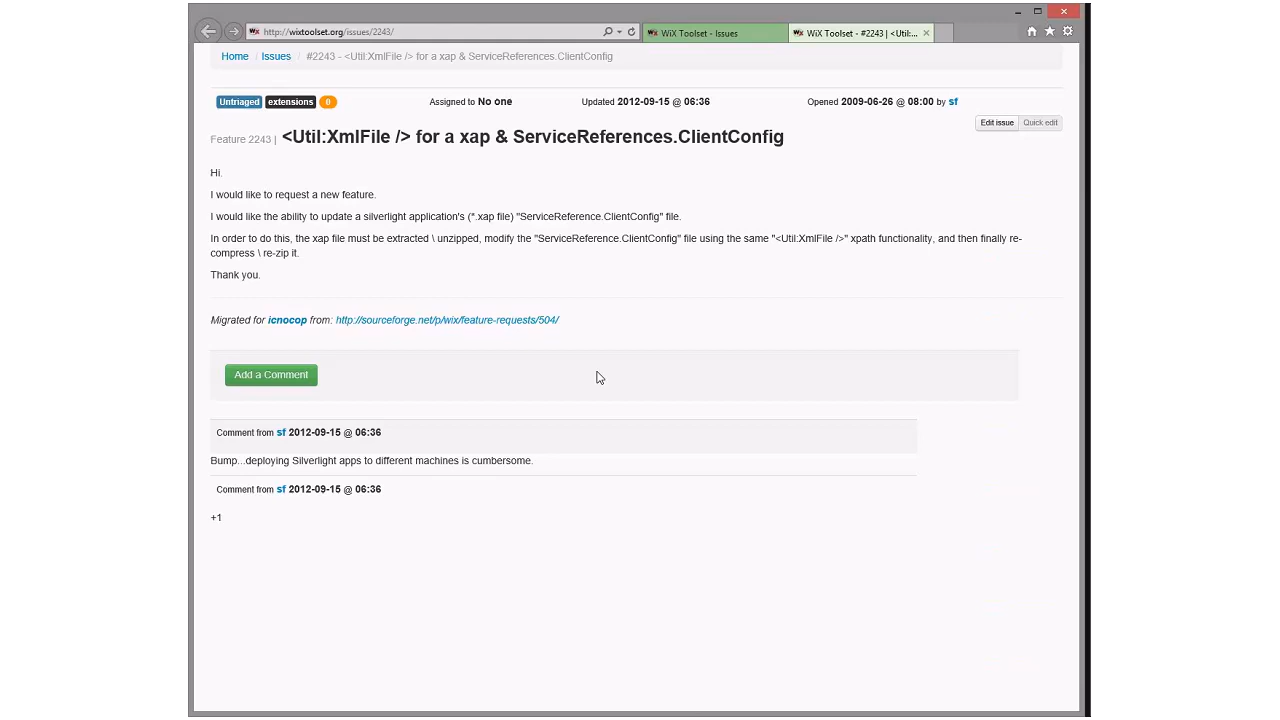 http://wixtoolset.org/issues/2243/
WiX Toolset - Issues
WiX Toolset - #2243 | <Util:...
Home / Issues / #2243 - <Util:XmlFile /> for a xap & ServiceReferences.ClientConfig
Untriaged extensions 0 Assigned to No one Updated 2012-09-15 @ 06:36 Opened 2009-06-26 @ 08:00 by sf
Edit issue Quick edit
Feature 2243 | <Util:XmlFile /> for a xap & ServiceReferences.ClientConfig
Hi.
I would like to request a new feature.
I would like the ability to update a silverlight application's (*.xap file) "ServiceReference.ClientConfig" file.
In order to do this, the xap file must be extracted \ unzipped, modify the "ServiceReference.ClientConfig" file using the same "<Util:XmlFile />" xpath functionality, and then finally re-
compress \ re-zip it.
Thank you.
Migrated for icnocop from: http://sourceforge.net/p/wix/feature-requests/504/
Add a Comment
Comment from sf 2012-09-15 @ 06:36
Bump...deploying Silverlight apps to different machines is cumbersome.
Comment from sf 2012-09-15 @ 06:36
+1